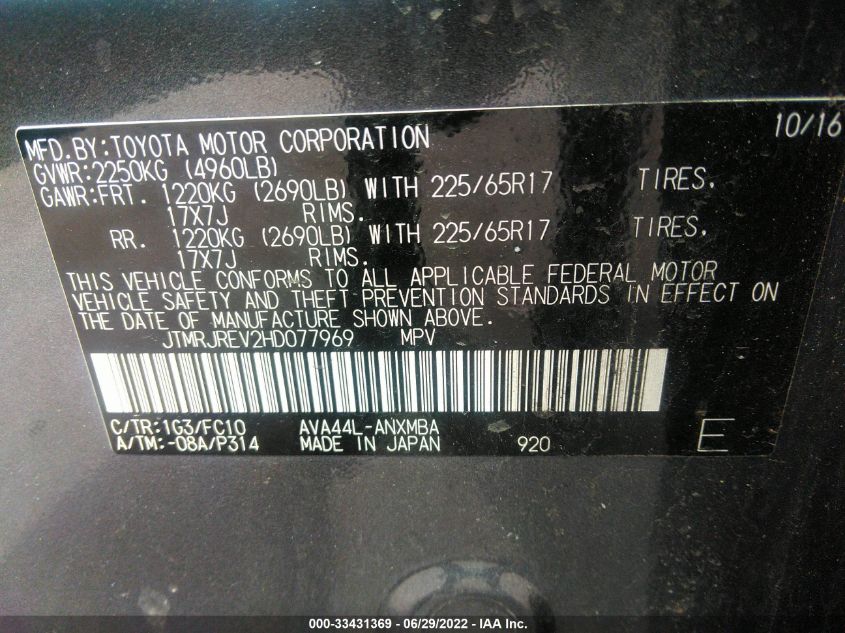 MFD.BY:TOYOTA MOTOR CORPORATION 10/16
GVWR:2250KG (4960LB)
GAWR:FRT. 1220KG (2690LB) WITH 225/65R17 TIRES.
17X7J RIMS.
RR. 1220KG (2690LB) WITH 225/65R17 TIRES.
17X7J RIMS.
THIS VEHICLE CONFORMS TO ALL APPLICABLE FEDERAL MOTOR
VEHICLE SAFETY AND THEFT PREVENTION STANDARDS IN EFFECT ON
THE DATE OF MANUFACTURE SHOWN ABOVE.
JTMRJREV2HD077969 MPV
C/TR:1G3/FC10 AVA44L-ANXMBA
A/TM:-08A/P314 MADE IN JAPAN 920 E
000-33431369 - 06/29/2022 - IAA Inc.